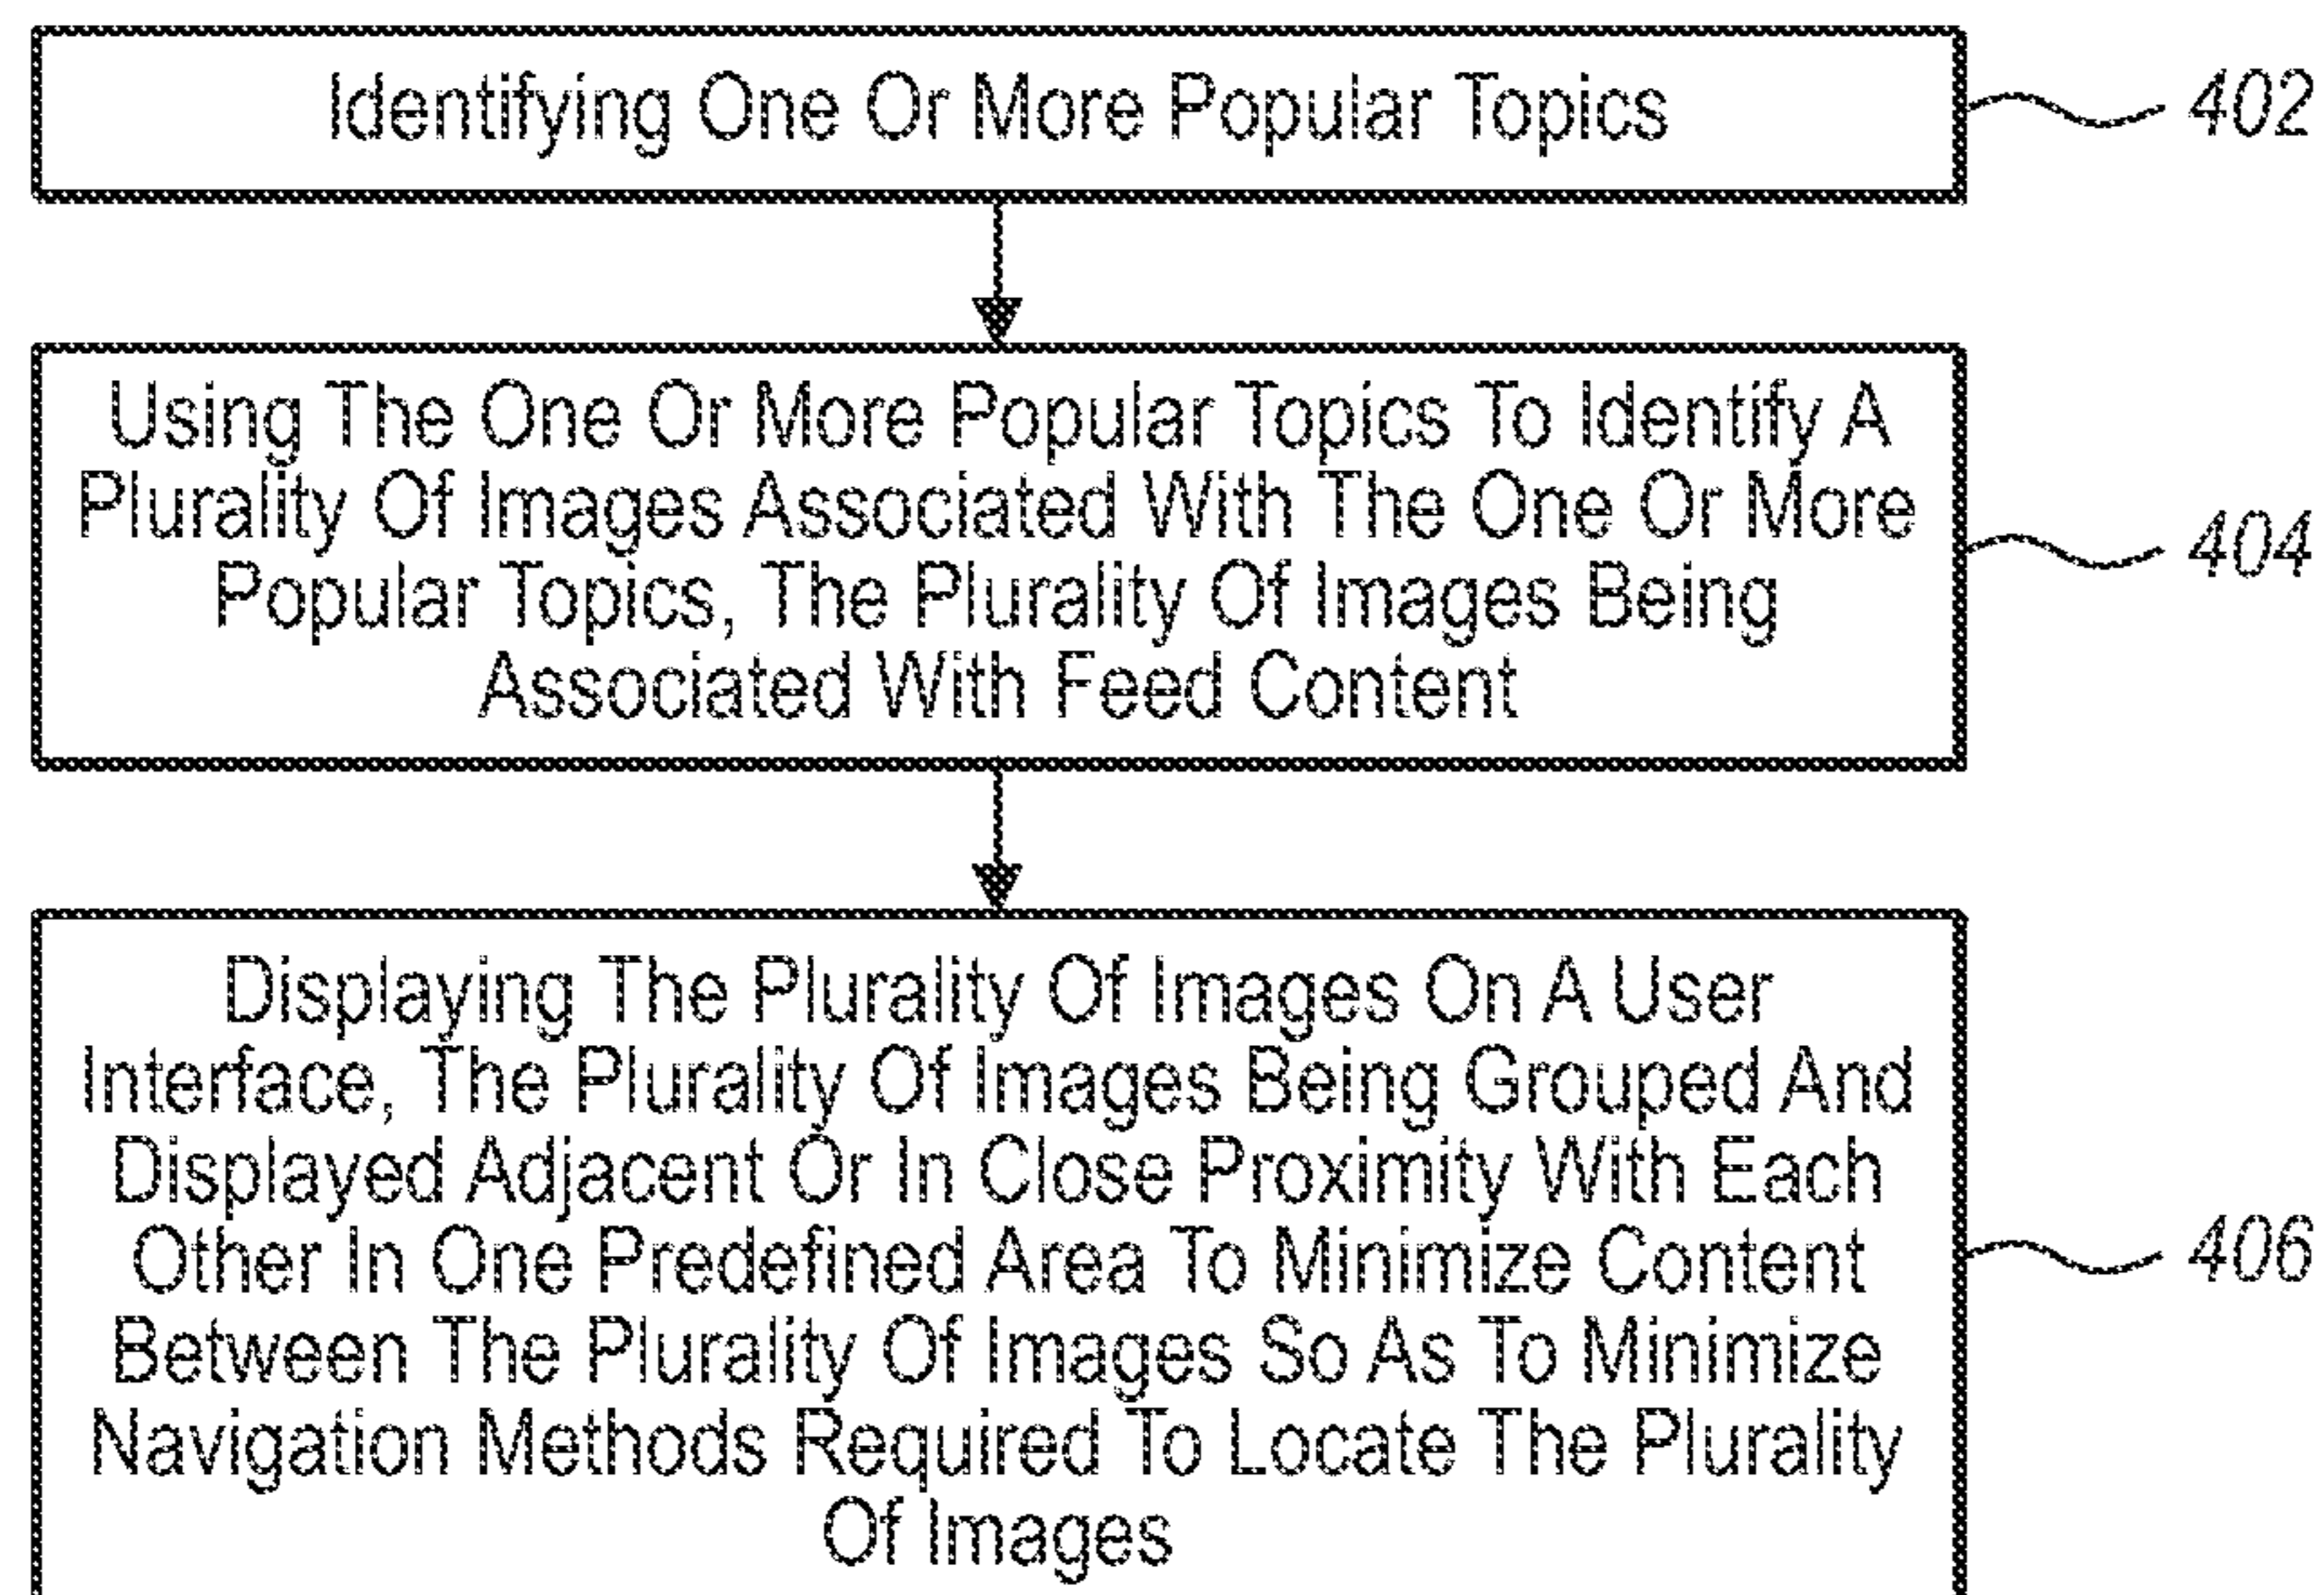 Identifying One Or More Popular Topics
402
Using The One Or More Popular Topics To Identify A
Plurality Of Images Associated With The One Or More
Popular Topics, The Plurality Of Images Being
Associated With Feed Content
404
Displaying The Plurality Of Images On A User
Interface, The Plurality Of Images Being Grouped And
Displayed Adjacent Or In Close Proximity With Each
Other In One Predefined Area To Minimize Content
Between The Plurality Of Images So As To Minimize
Navigation Methods Required To Locate The Plurality
Of Images
406